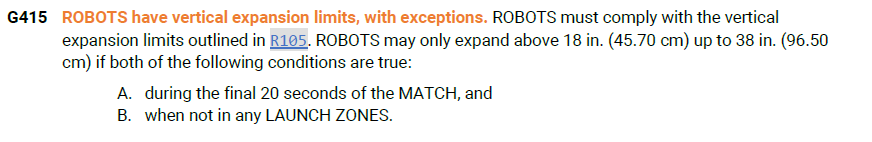 G415 ROBOTS have vertical expansion limits, with exceptions. ROBOTS must comply with the vertical
expansion limits outlined in R105. ROBOTS may only expand above 18 in. (45.70 cm) up to 38 in. (96.50
cm) if both of the following conditions are true:
A. during the final 20 seconds of the MATCH, and
B. when not in any LAUNCH ZONES.